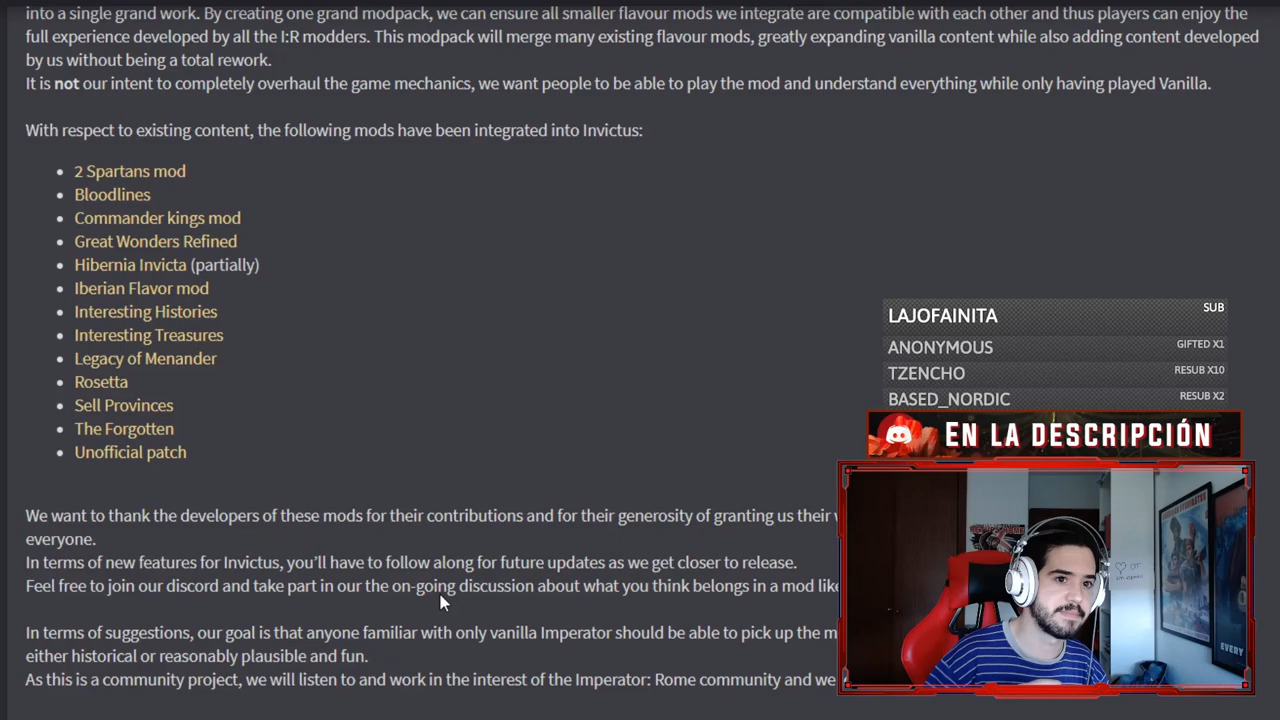 into a single grand work. By creating one grand modpack, we can ensure all smaller flavour mods we integrate are compatible with each other and thus players can enjoy the
full experience developed by all the I:R modders. This modpack will merge many existing flavour mods, greatly expanding vanilla content while also adding content developed
by us without being a total rework.
It is not our intent to completely overhaul the game mechanics, we want people to be able to play the mod and understand everything while only having played Vanilla.
With respect to existing content, the following mods have been integrated into Invictus:
2 Spartans mod
Bloodlines
Commander kings mod
Great Wonders Refined
Hibernia Invicta (partially)
Iberian Flavor mod
Interesting Histories
Interesting Treasures
Legacy of Menander
Rosetta
Sell Provinces
The Forgotten
Unofficial patch
LAJOFAINITA SUB
ANONYMOUS GIFTED X1
TZENCHO RESUB X10
BASED_NORDIC RESUB X2
EN LA DESCRIPCIÓN
We want to thank the developers of these mods for their contributions and for their generosity of granting us their
everyone.
In terms of new features for Invictus, you'll have to follow along for future updates as we get closer to release.
Feel free to join our discord and take part in our the on-going discussion about what you think belongs in a mod like
In terms of suggestions, our goal is that anyone familiar with only vanilla Imperator should be able to pick up the
either historical or reasonably plausible and fun.
As this is a community project, we will listen to and work in the interest of the Imperator: Rome community and we
EVERY